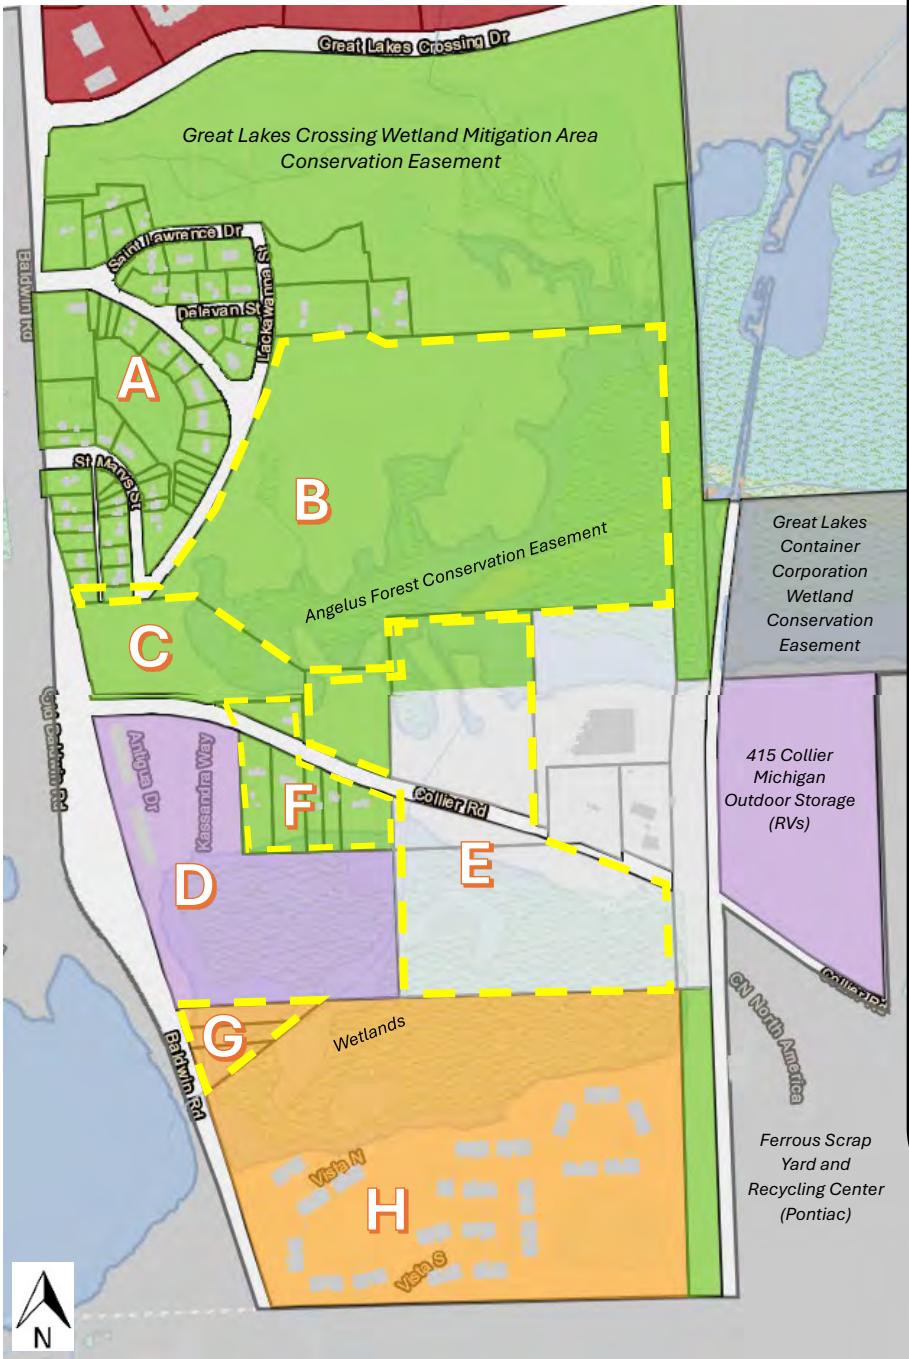 Great Lakes Crossing Dr
Great Lakes Crossing Wetland Mitigation Area
Conservation Easement
Saint Lawrence Dr
Lackawanna St
Delevan St
Baldwin Rd
A
St Marys St
B
Great Lakes
Container
Corporation
Wetland
Conservation
Easement
Angelus Forest Conservation Easement
C
Old Baldwin Rd
Antigua Dr
Kassandra Way
415 Collier
Michigan
Outdoor Storage
(RVs)
F
Collier Rd
E
D
Collier Rd
CN North America
G
Wetlands
Baldwin Rd
Ferrous Scrap
Yard and
Recycling Center
(Pontiac)
Vista N
H
Vista S
N